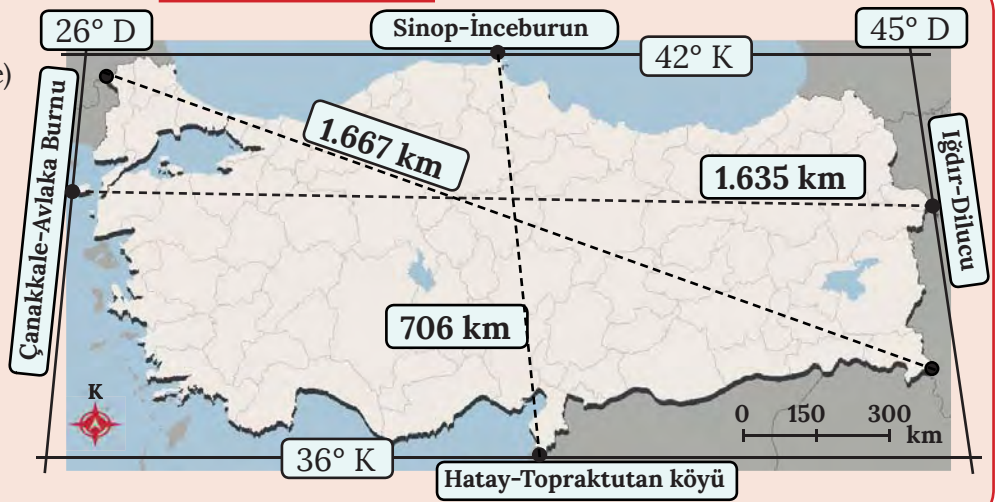 26° D
Sinop-İnceburun
45° D
42° K
e)
Çanakkale-Avlaka Burnu
1.667 km
1.635 km
Iğdır-Dilucu
706 km
K
0 150 300
km
36° K
Hatay-Topraktutan köyü